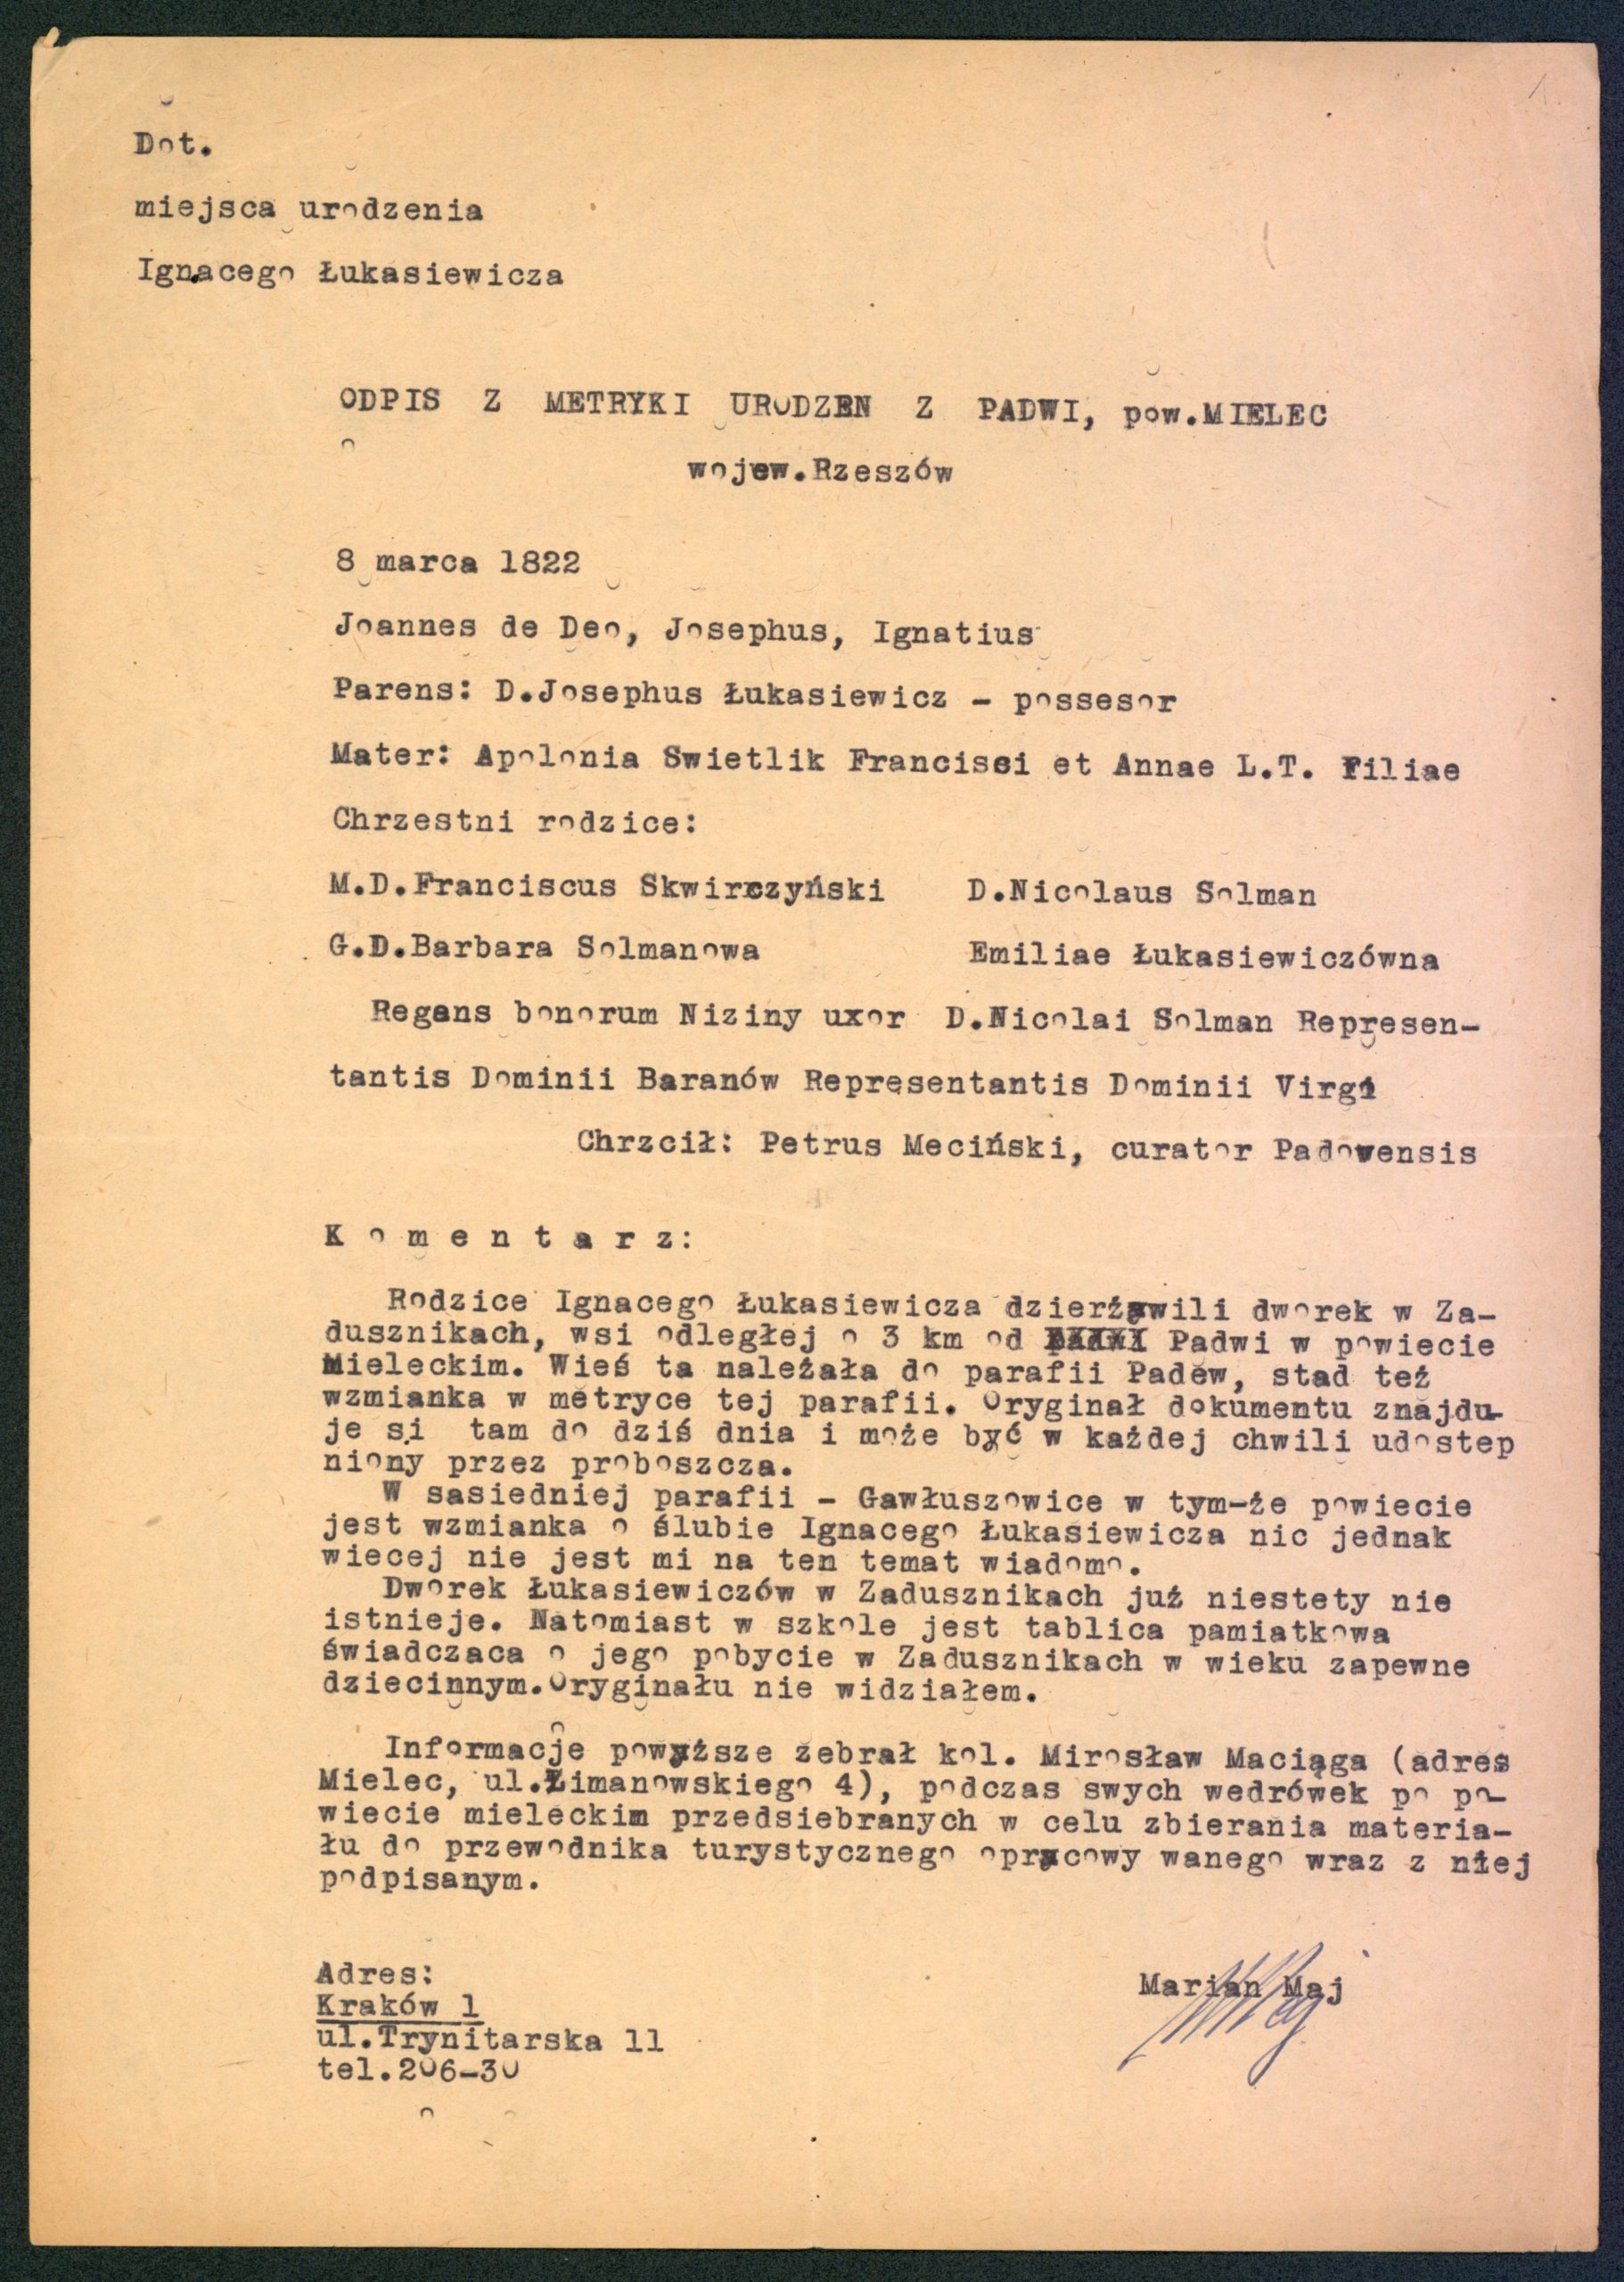 1.
Dot.
miejsca urodzenia
Ignacego Łukasiewicza
ODPIS Z METRYKI URODZEN Z PADWI, pow.MIELEC
wojew.Rzeszów
8 marca 1822
Joannes de Deo, Josephus, Ignatius
Parens: D.Josephus Łukasiewicz - possesor
Mater: Apolonia Swietlik Francisci et Annae L.T. Filiae
Chrzestni rodzice:
M.D.Franciscus Skwirczyński D.Nicolaus Solman
G.D.Barbara Solmanowa Emiliae Łukasiewiczówna
Regens bonorum Niziny uxor D.Nicolai Solman Represen-
tantis Dominii Baranów Repręsentantis Dominii Virgi
Chrzcił: Petrus Meciński, curator Padovensis
K o m e n t a r z:
Rodzice Ignacego Łukasiewicza dzierżawili dworek w Za-
dusznikach, wsi odległej o 3 km od Padwi w powiecie
Mieleckim. Wieś ta należała do parafii Padew, stad też
wzmianka w metryce tej parafii. Oryginał dokumentu znajdu-
je si tam do dziś dnia i może być w każdej chwili udostep
niony przez proboszcza.
W sasiedniej parafii - Gawłuszowice w tym-że powiecie
jest wzmianka o ślubie Ignacego Łukasiewicza nic jednak
wiecej nie jest mi na ten temat wiadomo.
Dworek Łukasiewiczów w Zadusznikach już niestety nie
istnieje. Natomiast w szkole jest tablica pamiatkowa
świadczaca o jego pobycie w Zadusznikach w wieku zapewne
dziecinnym.Oryginału nie widziałem.
Informacje powyższe zebrał kol. Mirosław Maciąga (adres
Mielec, ul.Limanowskiego 4), podczas swych wedrówek po po-
wiecie mieleckim przedsiebranych w celu zbierania materia-
łu do przewodnika turystycznego opracowy wanego wraz z niżej
podpisanym.
Adres:
Kraków 1
ul.Trynitarska 11
tel.206-30
Marian Maj
MMaj